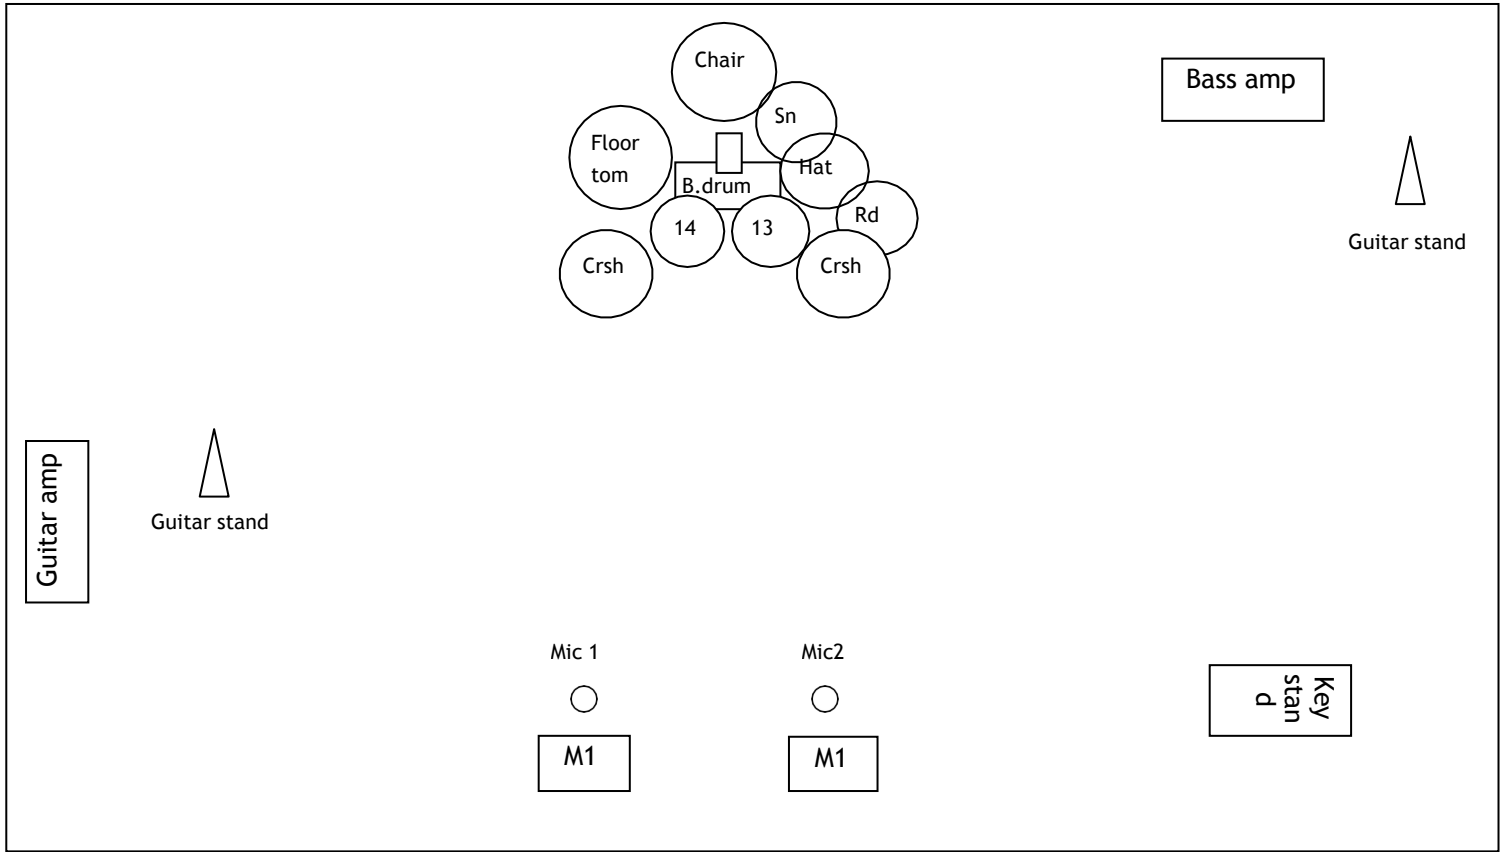 Chair
Bass amp
Sn
Floor
tom
Hat
B.drum
Rd
14
13
Guitar stand
Crsh
Crsh
Guitar amp
Guitar stand
Mic 1
Mic2
Key
stan
d
M1
M1